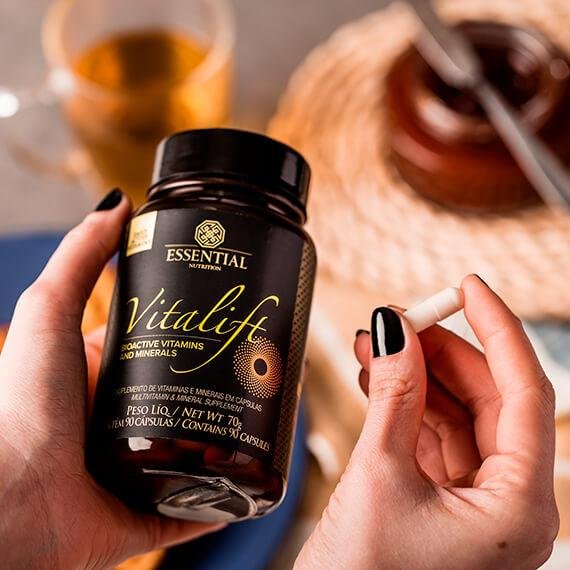 ESSENTIAL
NUTRITION
Vitalift
BIOACTIVE VITAMINS
AND MINERALS
SUPLEMENTO DE VITAMINAS E MINERAIS EM CÁPSULAS
MULTIVITAMIN & MINERAL SUPPLEMENT
PESO LÍQ. / NET WT 70g
TÉM 90 CÁPSULAS / CONTAINS 90 CAPSULES